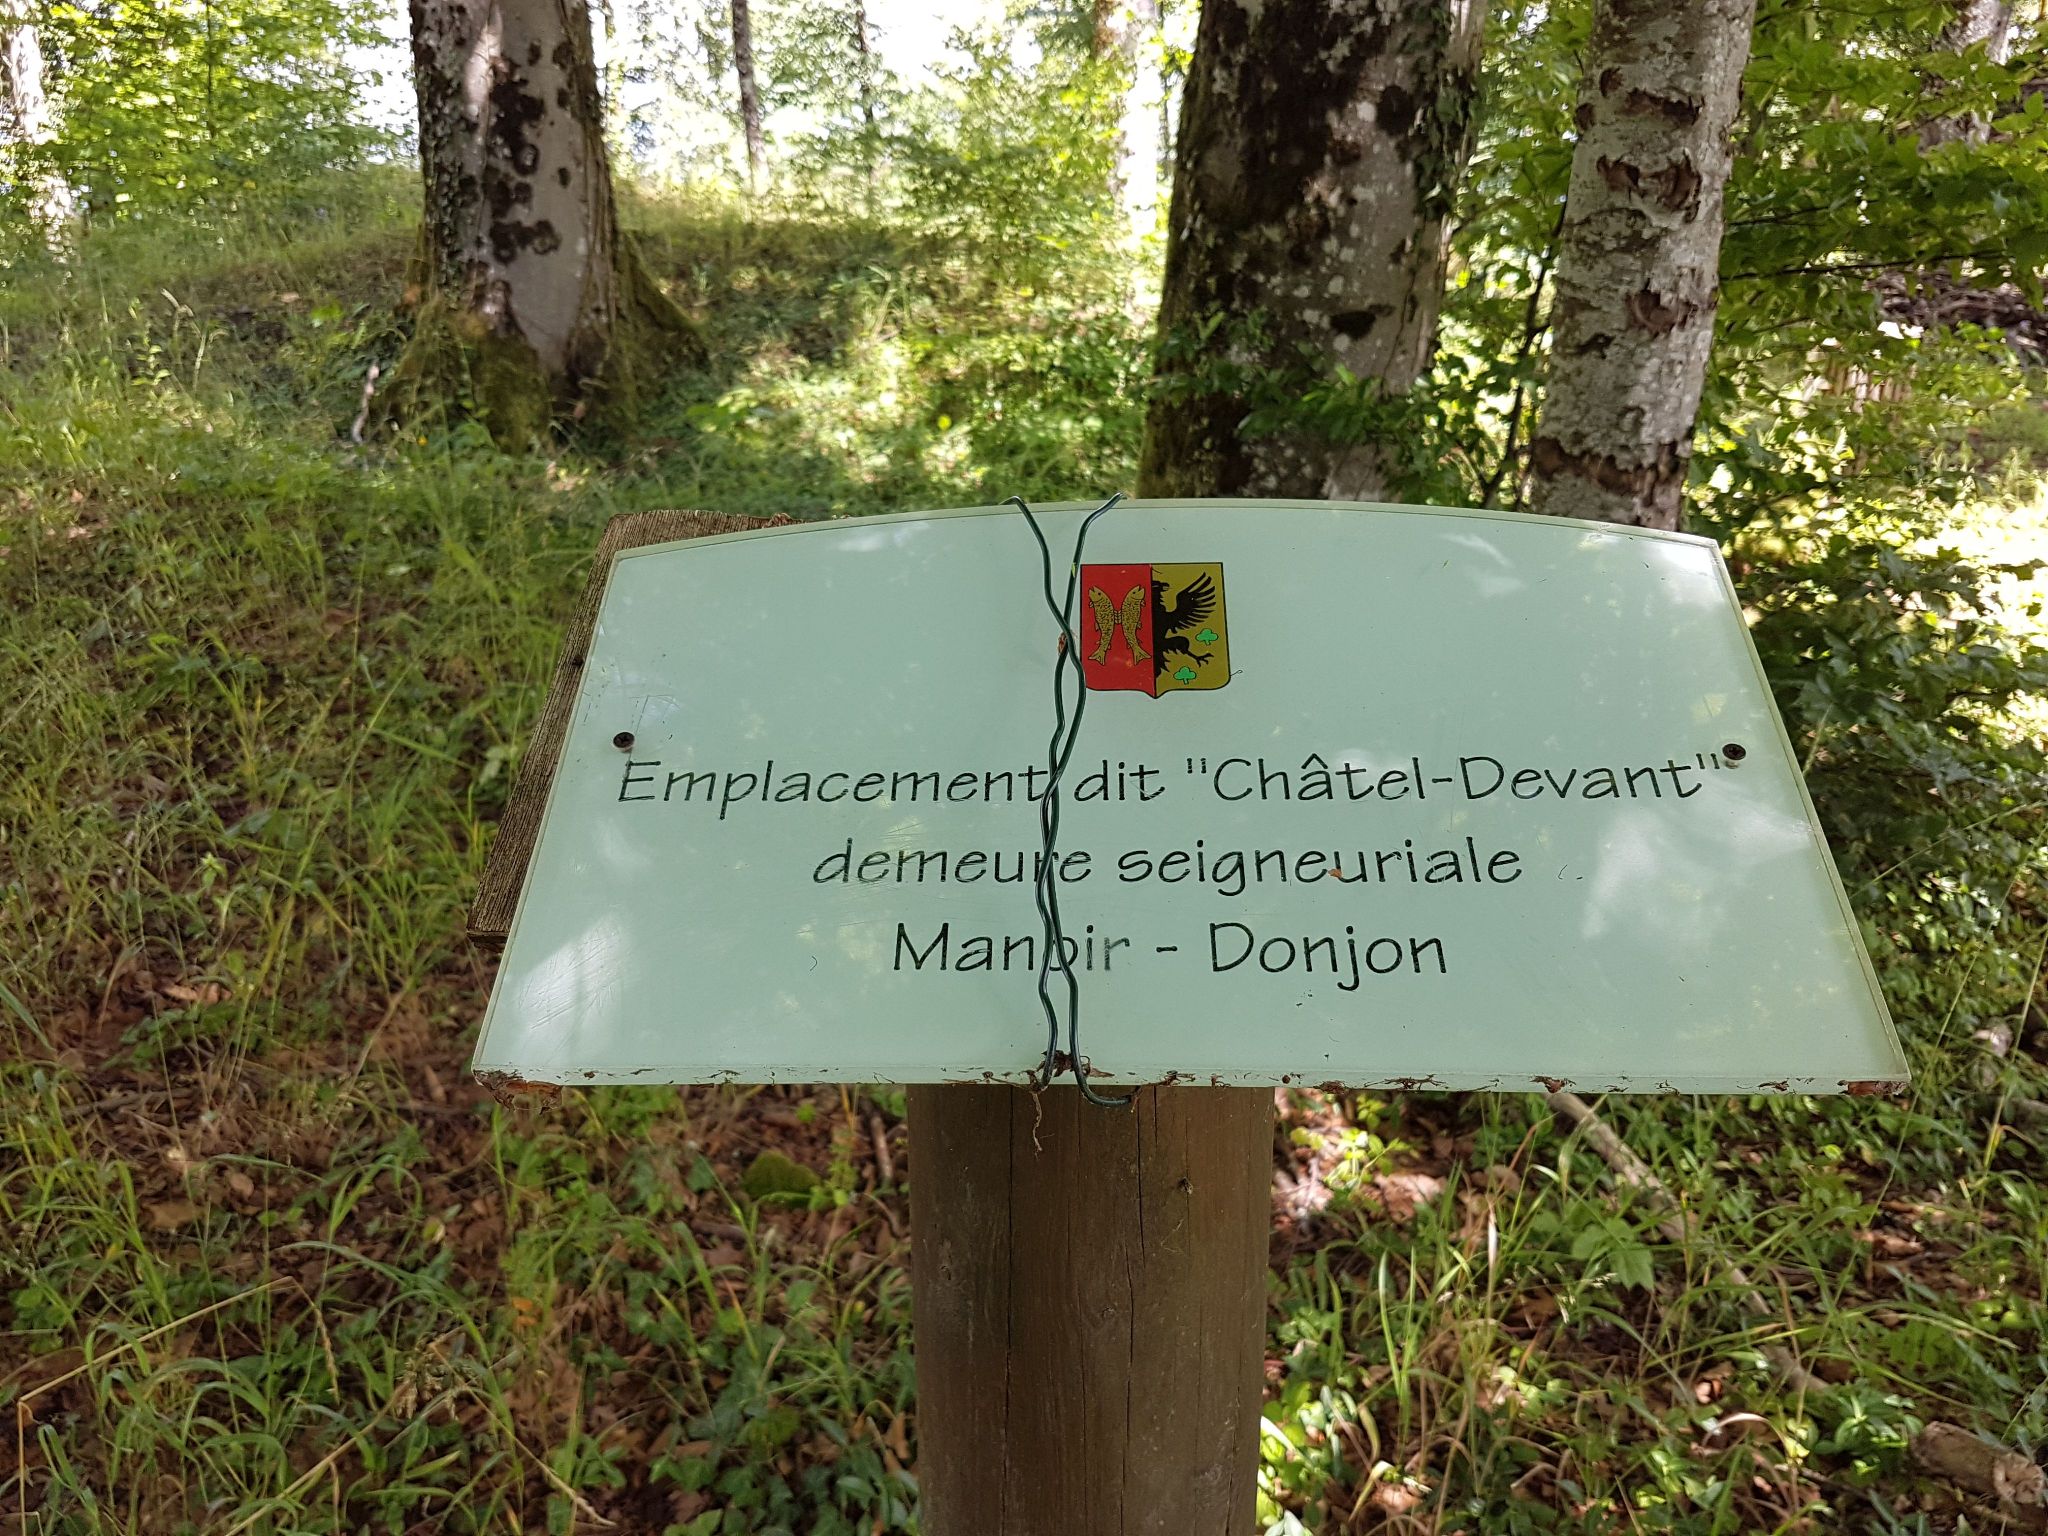 Emplacement dit "Châtel-Devant"
demeure seigneuriale
Manoir - Donjon